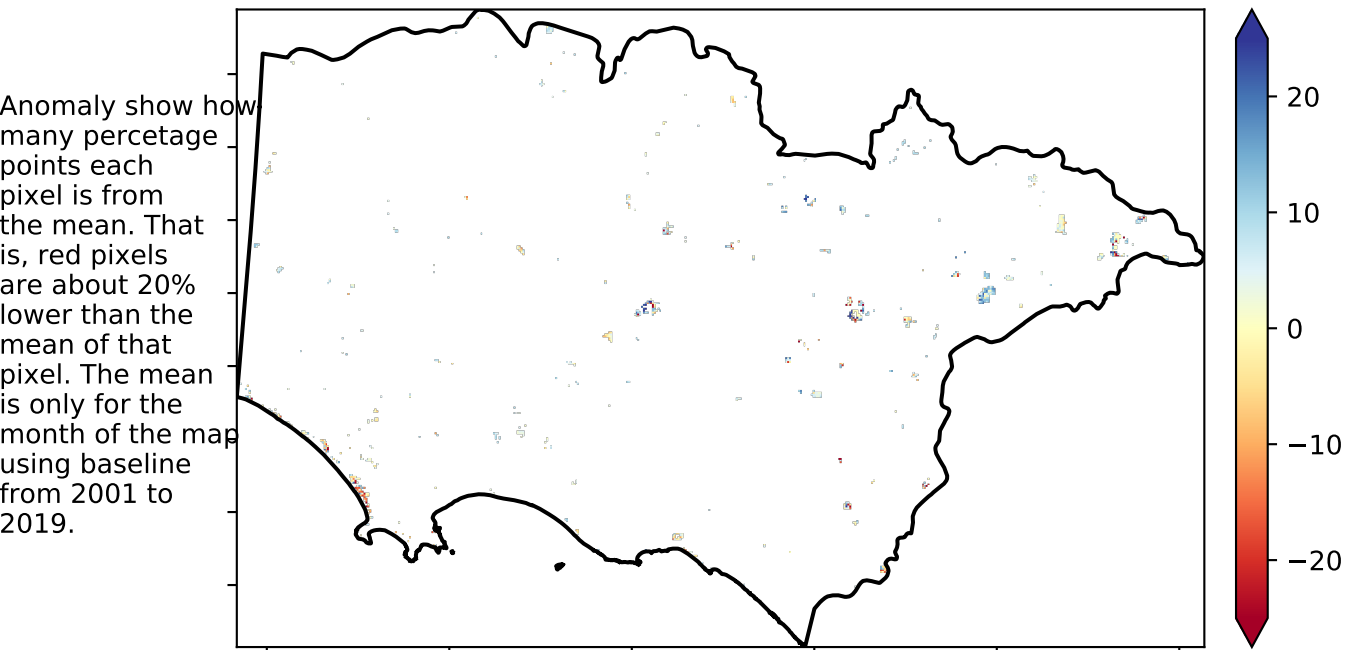 Anomaly show how
many percetage
points each
pixel is from
the mean. That
is, red pixels
are about 20%
lower than the
mean of that
pixel. The mean
is only for the
month of the map
using baseline
from 2001 to
2019.
20
10
0
−10
−20